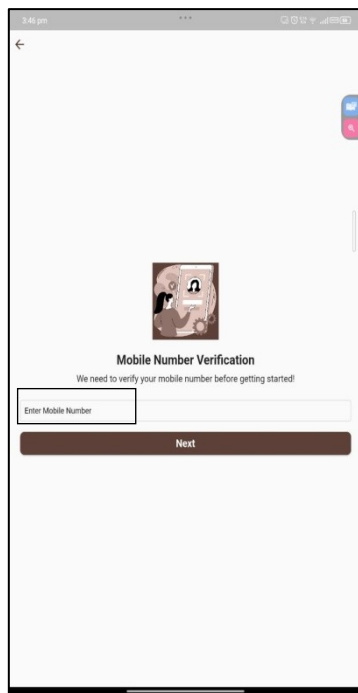 3:46 pm
Mobile Number Verification
We need to verify your mobile number before getting started!
Enter Mobile Number
Next